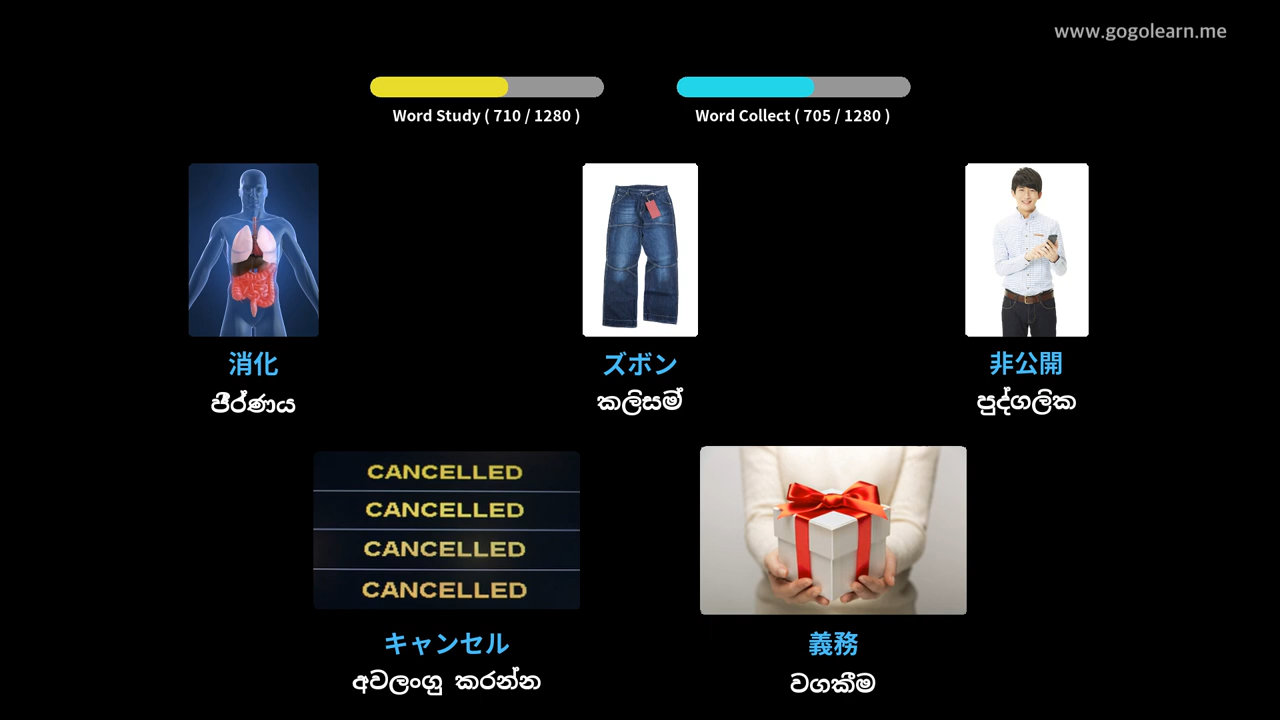 www.gogolearn.me
Word Study ( 710 / 1280 )
Word Collect ( 705 / 1280 )
消化
ජීර්ණය
ズボン
කලිසම්
非公開
පුද්ගලික
CANCELLED
CANCELLED
CANCELLED
CANCELLED
キャンセル
අවලංගු කරන්න
義務
වගකීම